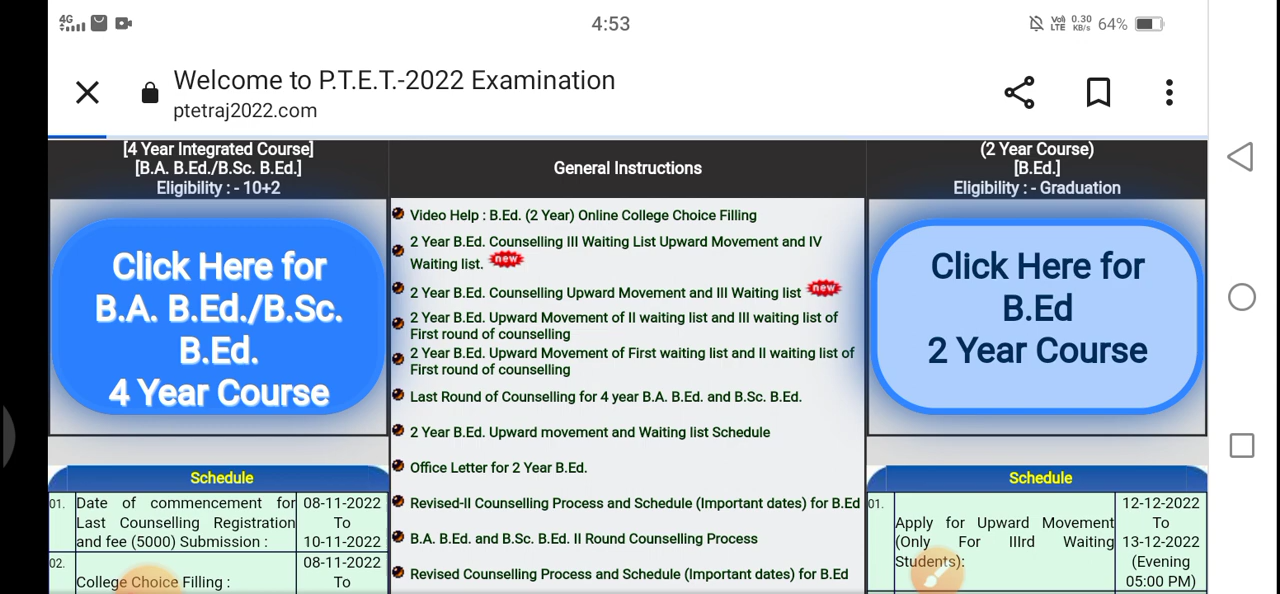 4G
4:53
Vo)
LTE
0.30
KB/s
64%
Welcome to P.T.E.T.-2022 Examination
ptetraj2022.com
[4 Year Integrated Course]
[B.A. B.Ed./B.Sc. B.Ed.]
Eligibility : - 10+2
Click Here for
B.A. B.Ed./B.Sc.
B.Ed.
4 Year Course
Schedule
01. Date of commencement for
Last Counselling Registration
and fee (5000) Submission :
08-11-2022
To
10-11-2022
02.
College Choice Filling :
08-11-2022
To
General Instructions
Video Help : B.Ed. (2 Year) Online College Choice Filling
2 Year B.Ed. Counselling III Waiting List Upward Movement and IV
Waiting list. new
2 Year B.Ed. Counselling Upward Movement and III Waiting list new
2 Year B.Ed. Upward Movement of II waiting list and III waiting list of
First round of counselling
2 Year B.Ed. Upward Movement of First waiting list and II waiting list of
First round of counselling
Last Round of Counselling for 4 year B.A. B.Ed. and B.Sc. B.Ed.
2 Year B.Ed. Upward movement and Waiting list Schedule
Office Letter for 2 Year B.Ed.
Revised-II Counselling Process and Schedule (Important dates) for B.Ed
B.A. B.Ed. and B.Sc. B.Ed. II Round Counselling Process
Revised Counselling Process and Schedule (Important dates) for B.Ed
(2 Year Course)
[B.Ed.]
Eligibility : - Graduation
Click Here for
B.Ed
2 Year Course
Schedule
01.
Apply for Upward Movement
(Only For IIIrd Waiting
Students):
12-12-2022
To
13-12-2022
(Evening
05:00 PM)